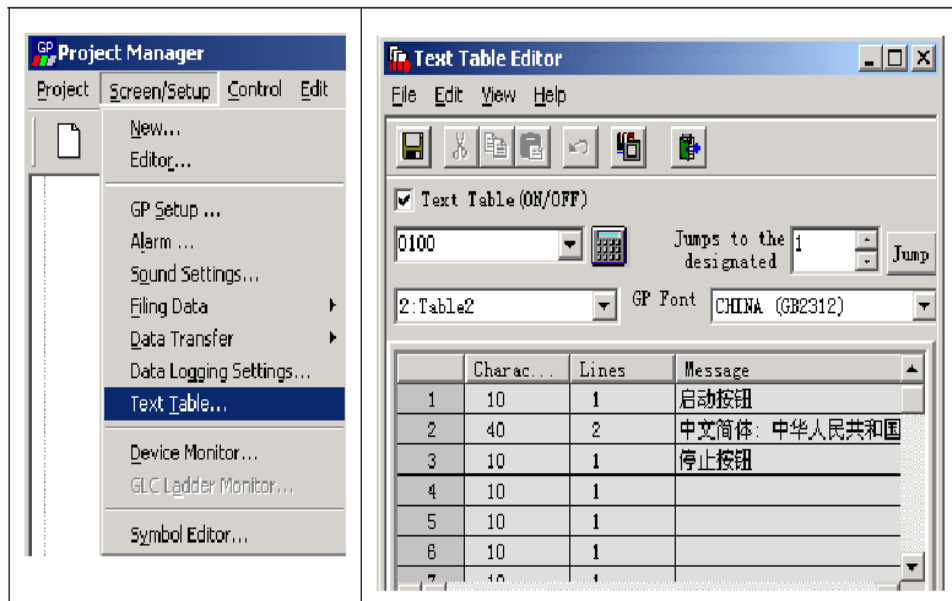 GP Project Manager
Project Screen/Setup Control Edit
New...
Editor...
GP Setup ...
Alarm ...
Sound Settings...
Filing Data
Data Transfer
Data Logging Settings...
Text Table...
Device Monitor...
GLC Ladder Monitor...
Symbol Editor...
Text Table Editor
File Edit View Help
Text Table(ON/OFF)
0100
Jumps to the designated
1
Jump
2:Table2
GP Font
CHINA (GB2312)
Charac... Lines Message
1 10 1 启动按钮
2 40 2 中文简体: 中华人民共和国
3 10 1 停止按钮
4 10 1
5 10 1
6 10 1
7 10 1